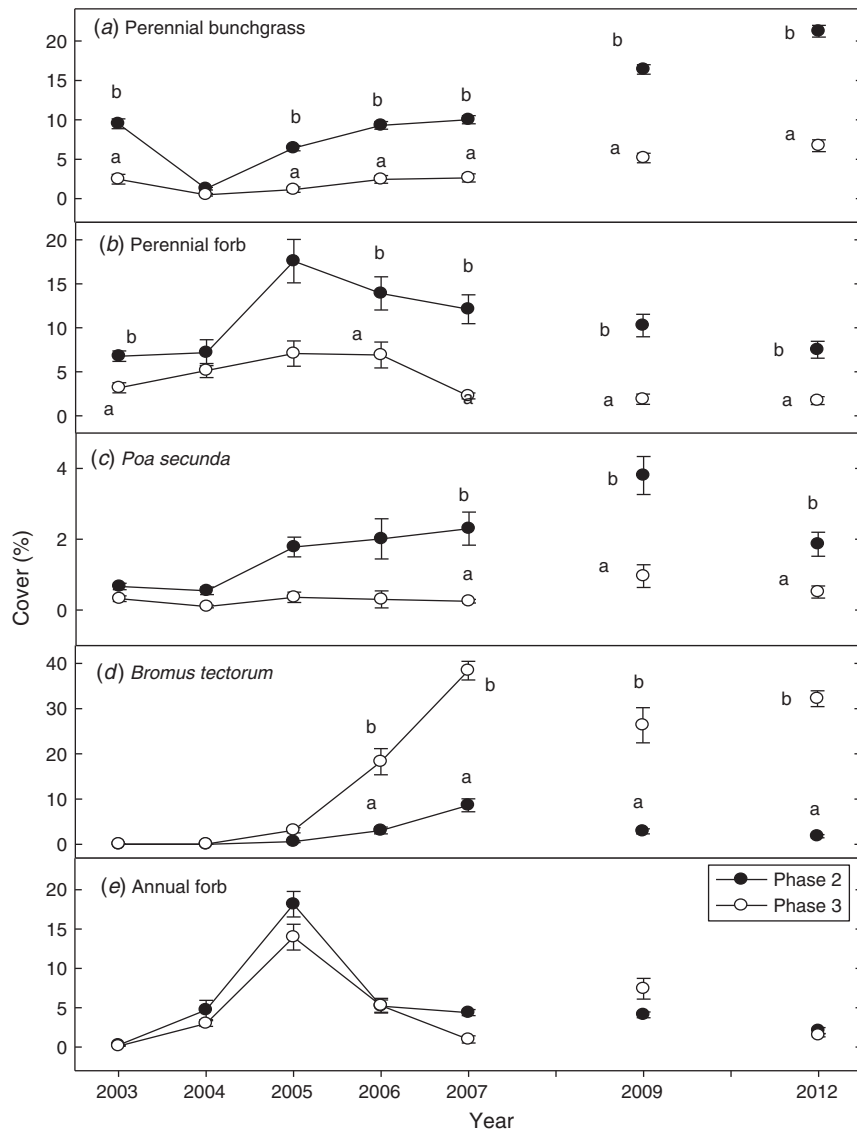 (a) Perennial bunchgrass
20
15
10
5
0
b
a
b
a
b
a
b
a
b
a
b
a
(b) Perennial forb
20
15
10
5
0
b
a
b
a
b
a
b
a
b
a
(c) Poa secunda
4
2
0
b
a
b
a
b
a
Cover (%)
(d) Bromus tectorum
40
30
20
10
0
b
a
b
a
b
a
b
a
(e) Annual forb
20
15
10
5
0
Phase 2
Phase 3
2003 2004 2005 2006 2007 2009 2012
Year